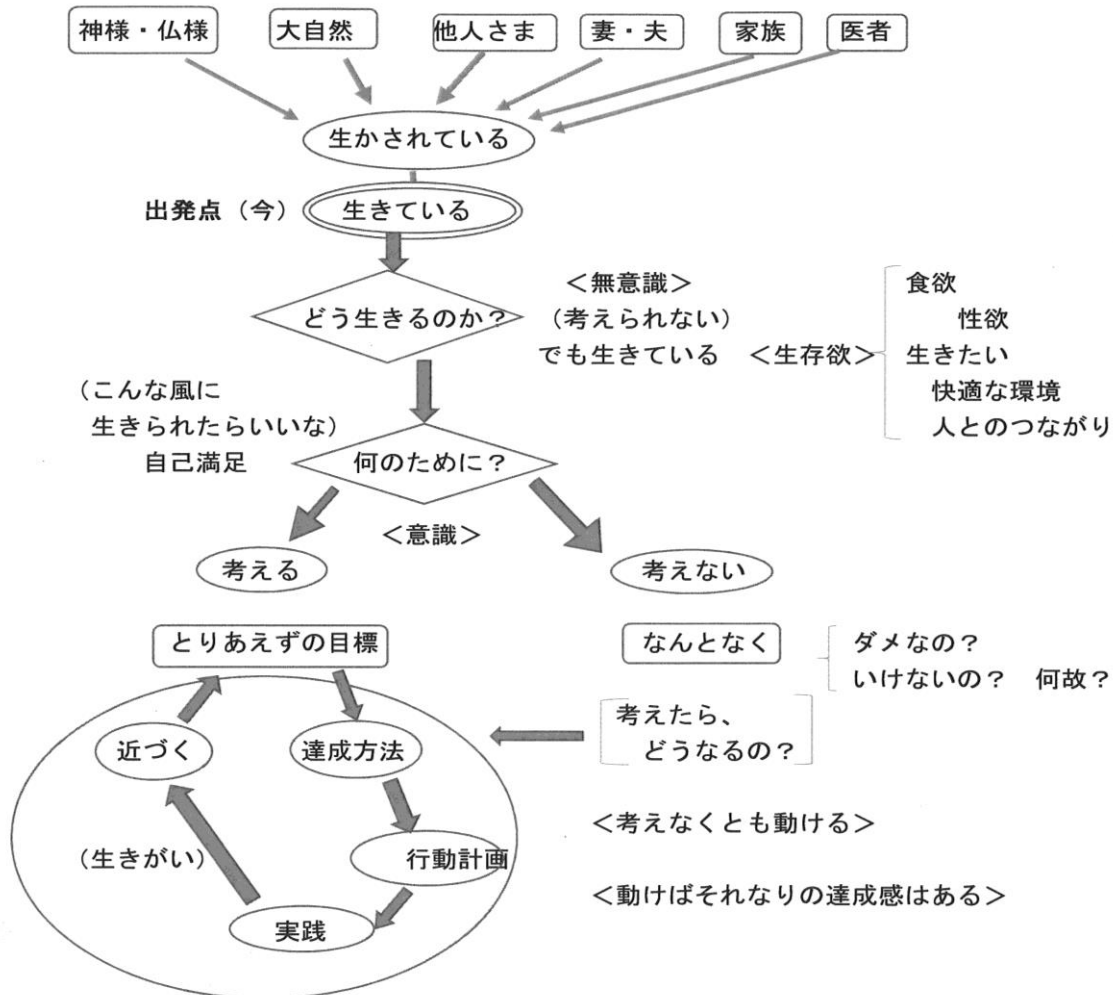 神様・仏様
大自然
他人さま
妻・夫
家族
医者
生かされている
出発点（今）
生きている
どう生きるのか？
＜無意識＞
（考えられない）
でも生きている
＜生存欲＞
食欲
性欲
生きたい
快適な環境
人とのつながり
（こんな風に
生きられたらいいな）
自己満足
何のために？
＜意識＞
考える
考えない
とりあえずの目標
なんとなく
ダメなの？
いけないの？　何故？
考えたら、
どうなるの？
近づく
達成方法
行動計画
（生きがい）
実践
＜考えなくとも動ける＞
＜動けばそれなりの達成感はある＞